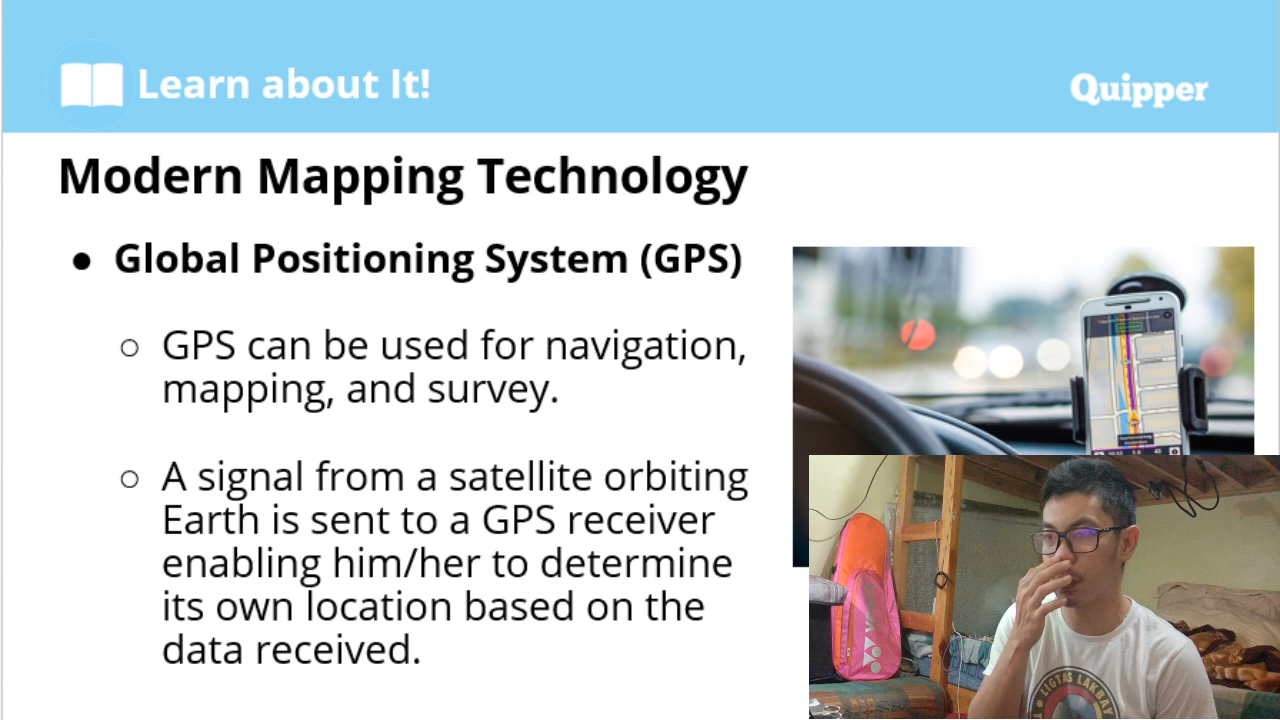 Learn about It!
Quipper
Modern Mapping Technology
● Global Positioning System (GPS)
○ GPS can be used for navigation,
mapping, and survey.
○ A signal from a satellite orbiting
Earth is sent to a GPS receiver
enabling him/her to determine
its own location based on the
data received.
YONEX
LIGTAS LAKBAY